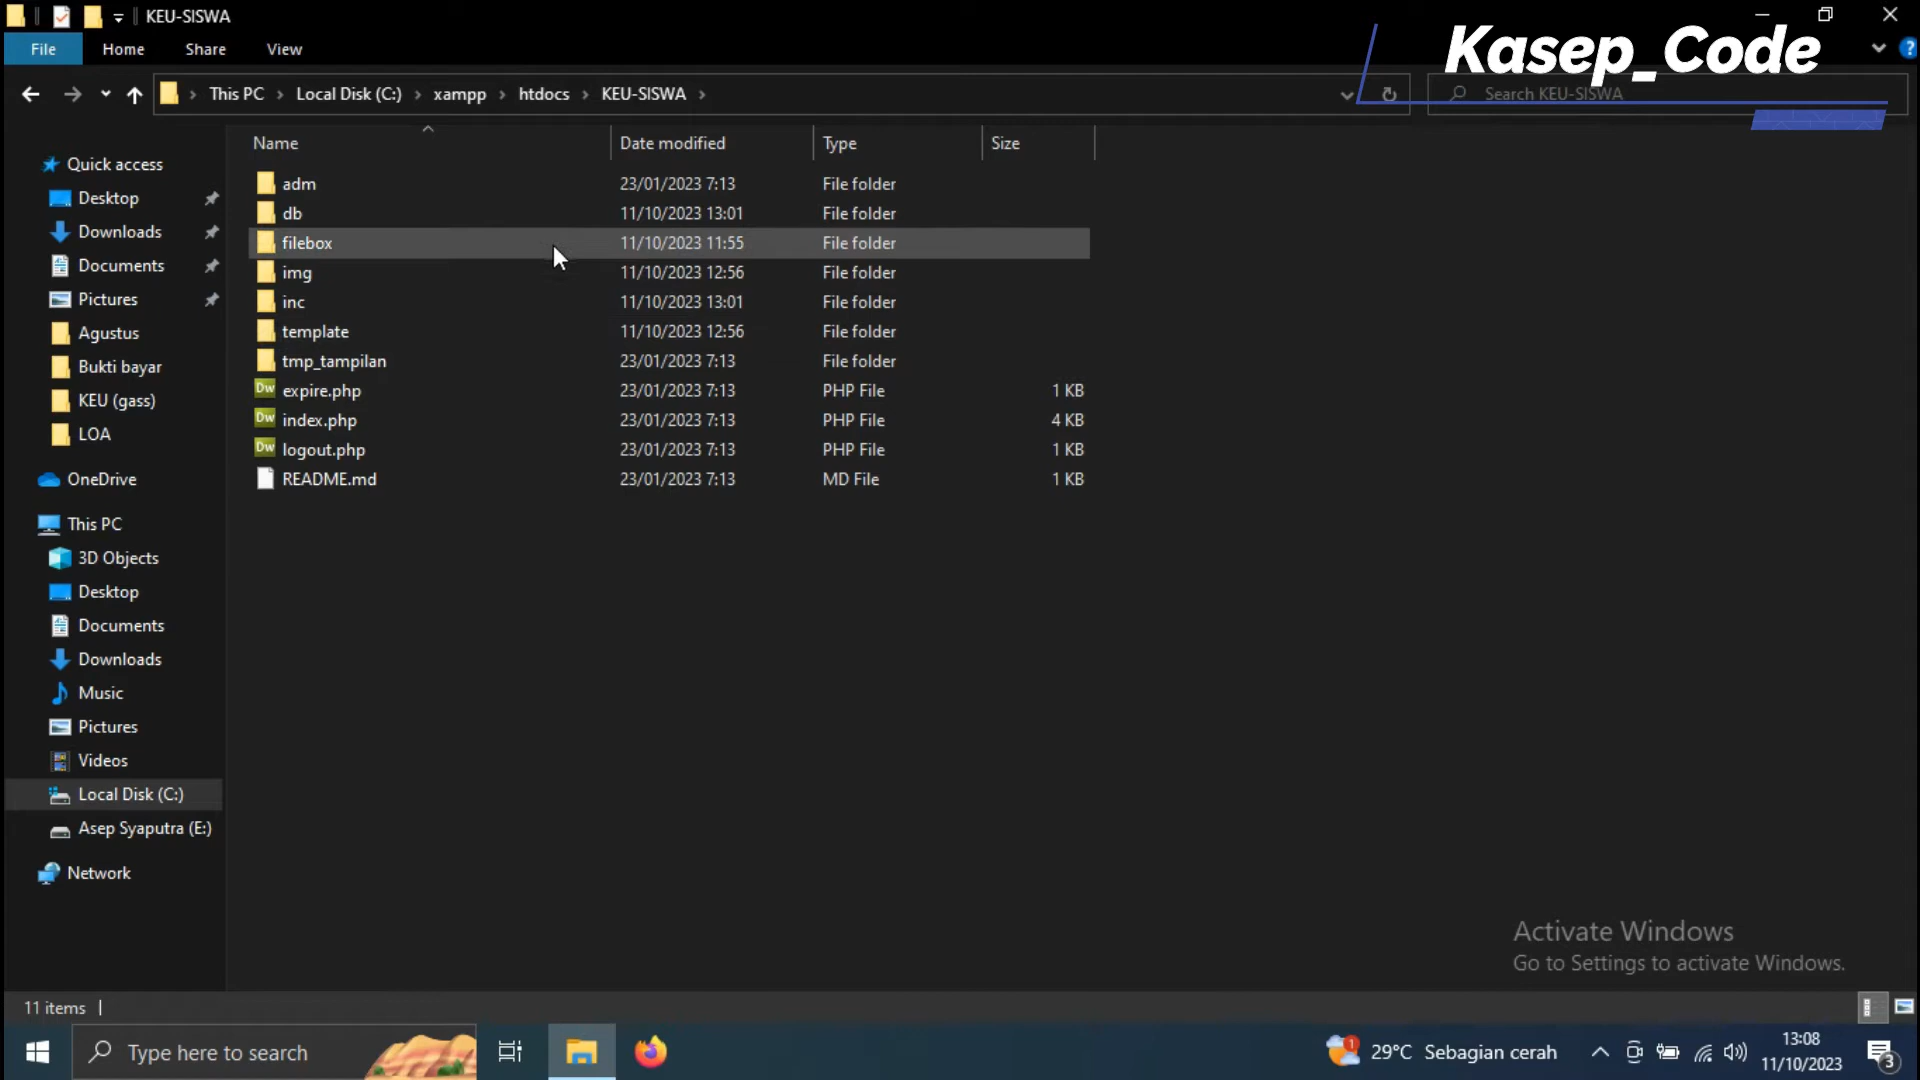 KEU-SISWA
Kasep_Code
File Home Share View
This PC Local Disk (C:) xampp htdocs KEU-SISWA
Search KEU-SISWA
Name Date modified Type Size
Quick access
Desktop
Downloads
Documents
Pictures
Agustus
Bukti bayar
KEU (gass)
LOA
OneDrive
This PC
3D Objects
Desktop
Documents
Downloads
Music
Pictures
Videos
Local Disk (C:)
Asep Syaputra (E:)
Network
adm 23/01/2023 7:13 File folder
db 11/10/2023 13:01 File folder
filebox 11/10/2023 11:55 File folder
img 11/10/2023 12:56 File folder
inc 11/10/2023 13:01 File folder
template 11/10/2023 12:56 File folder
tmp_tampilan 23/01/2023 7:13 File folder
Dw expire.php 23/01/2023 7:13 PHP File 1 KB
Dw index.php 23/01/2023 7:13 PHP File 4 KB
Dw logout.php 23/01/2023 7:13 PHP File 1 KB
README.md 23/01/2023 7:13 MD File 1 KB
Activate Windows
Go to Settings to activate Windows.
11 items
Type here to search
1 29°C Sebagian cerah
13:08
11/10/2023
3